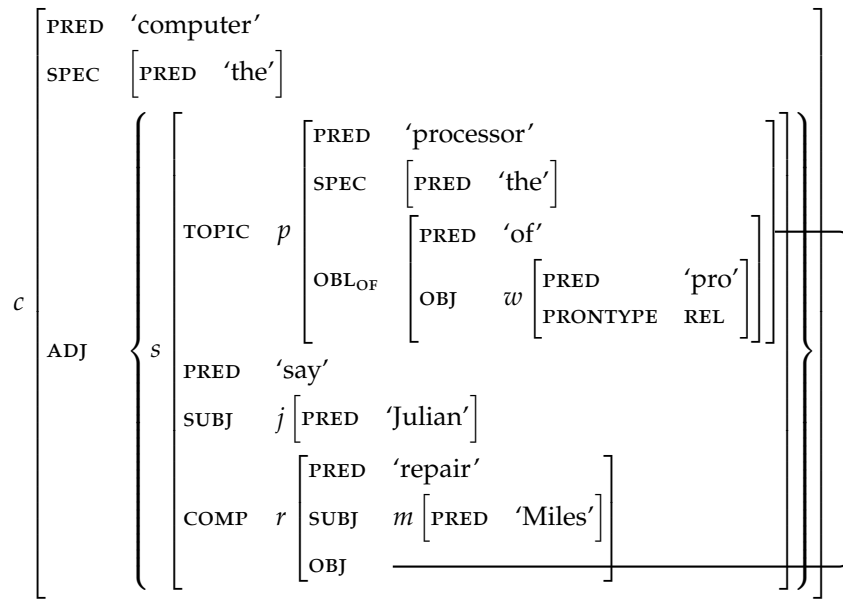 PRED ‘computer’
SPEC [PRED ‘the’]
PRED ‘processor’
SPEC [PRED ‘the’]
TOPIC p
PRED ‘of’
OBL_OF
OBJ w
PRED ‘pro’
PRONTYPE REL
c
ADJ
s
PRED ‘say’
SUBJ j [PRED ‘Julian’]
PRED ‘repair’
COMP r
SUBJ m [PRED ‘Miles’]
OBJ